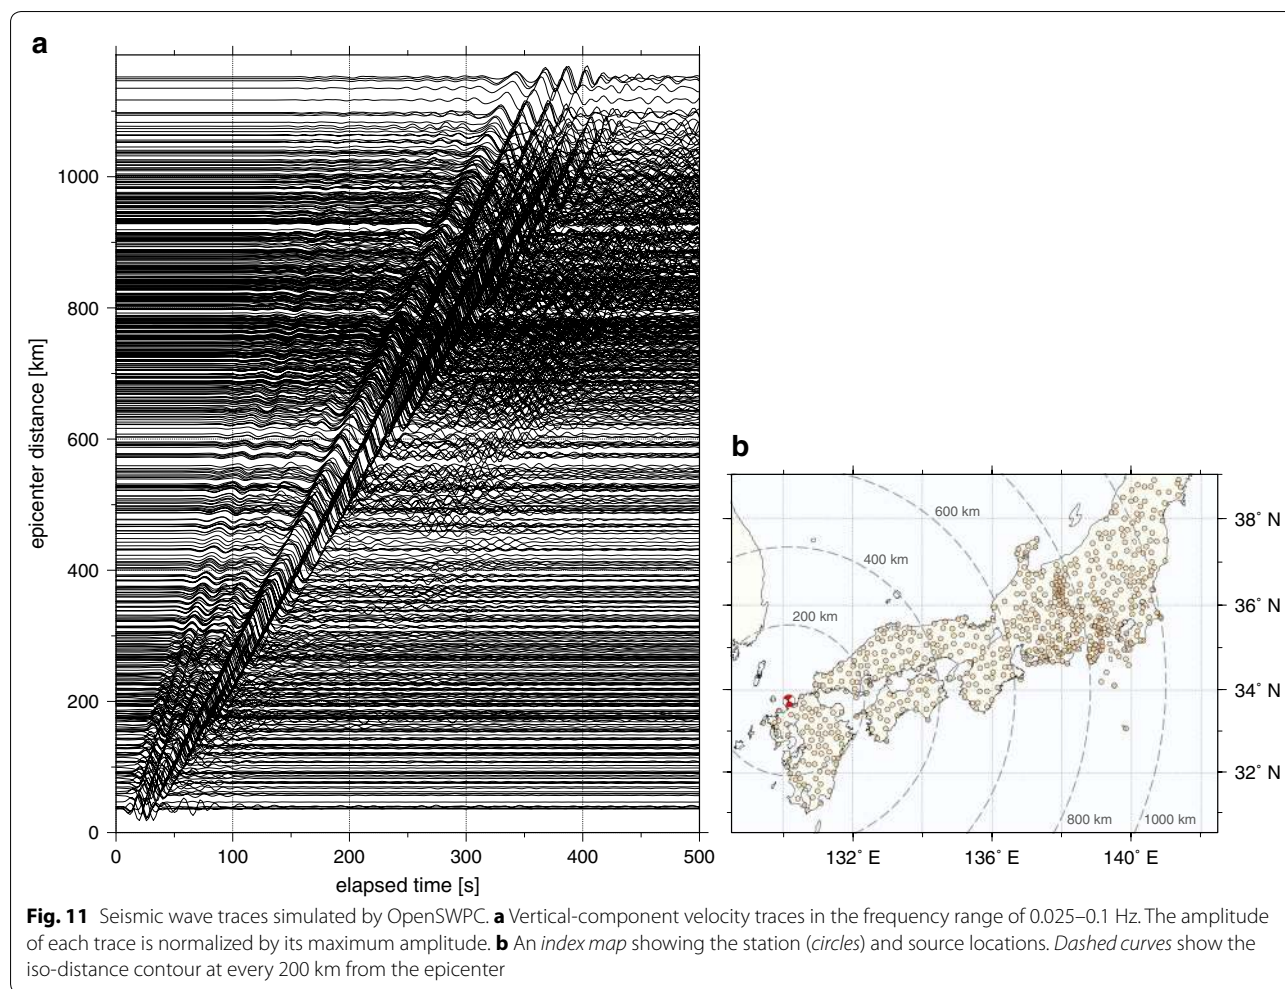 a
1000
800
600
400
200
0
epicenter distance [km]
0 100 200 300 400 500
elapsed time [s]
b
600 km
400 km
200 km
800 km
1000 km
38° N
36° N
34° N
32° N
132° E
136° E
140° E
Fig. 11 Seismic wave traces simulated by OpenSWPC. a Vertical-component velocity traces in the frequency range of 0.025–0.1 Hz. The amplitude
of each trace is normalized by its maximum amplitude. b An index map showing the station (circles) and source locations. Dashed curves show the
iso-distance contour at every 200 km from the epicenter